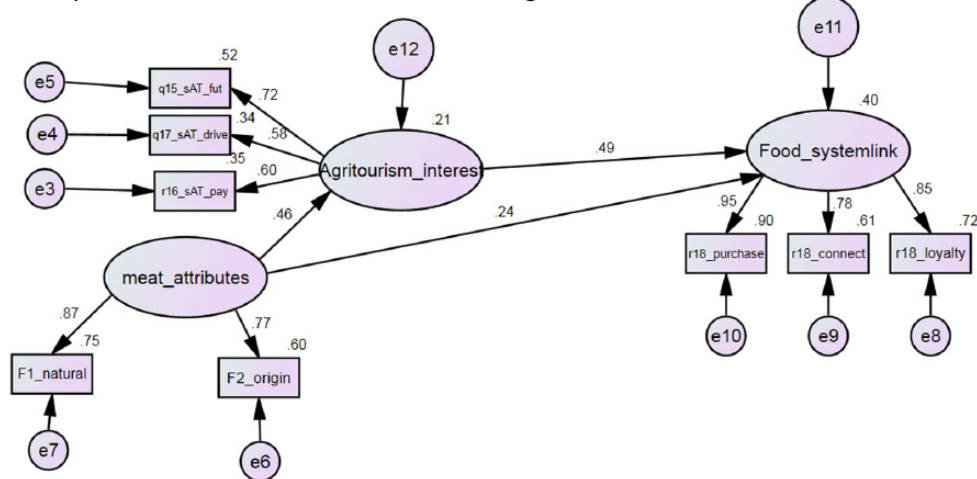 e11
e12
.52
e5
q15_sAT_fut
.72
.21
.40
.34
e4
q17_sAT_drive
.58
.49
Food_systemlink
.35
Agritourism_interest
.60
e3
r16_sAT_pay
.46
.24
.95
.90
.78
.61
.85
.72
r18_purchase
r18_connect
r18_loyalty
meat_attributes
.87
.75
.77
.60
e10
e9
e8
F1_natural
F2_origin
e7
e6